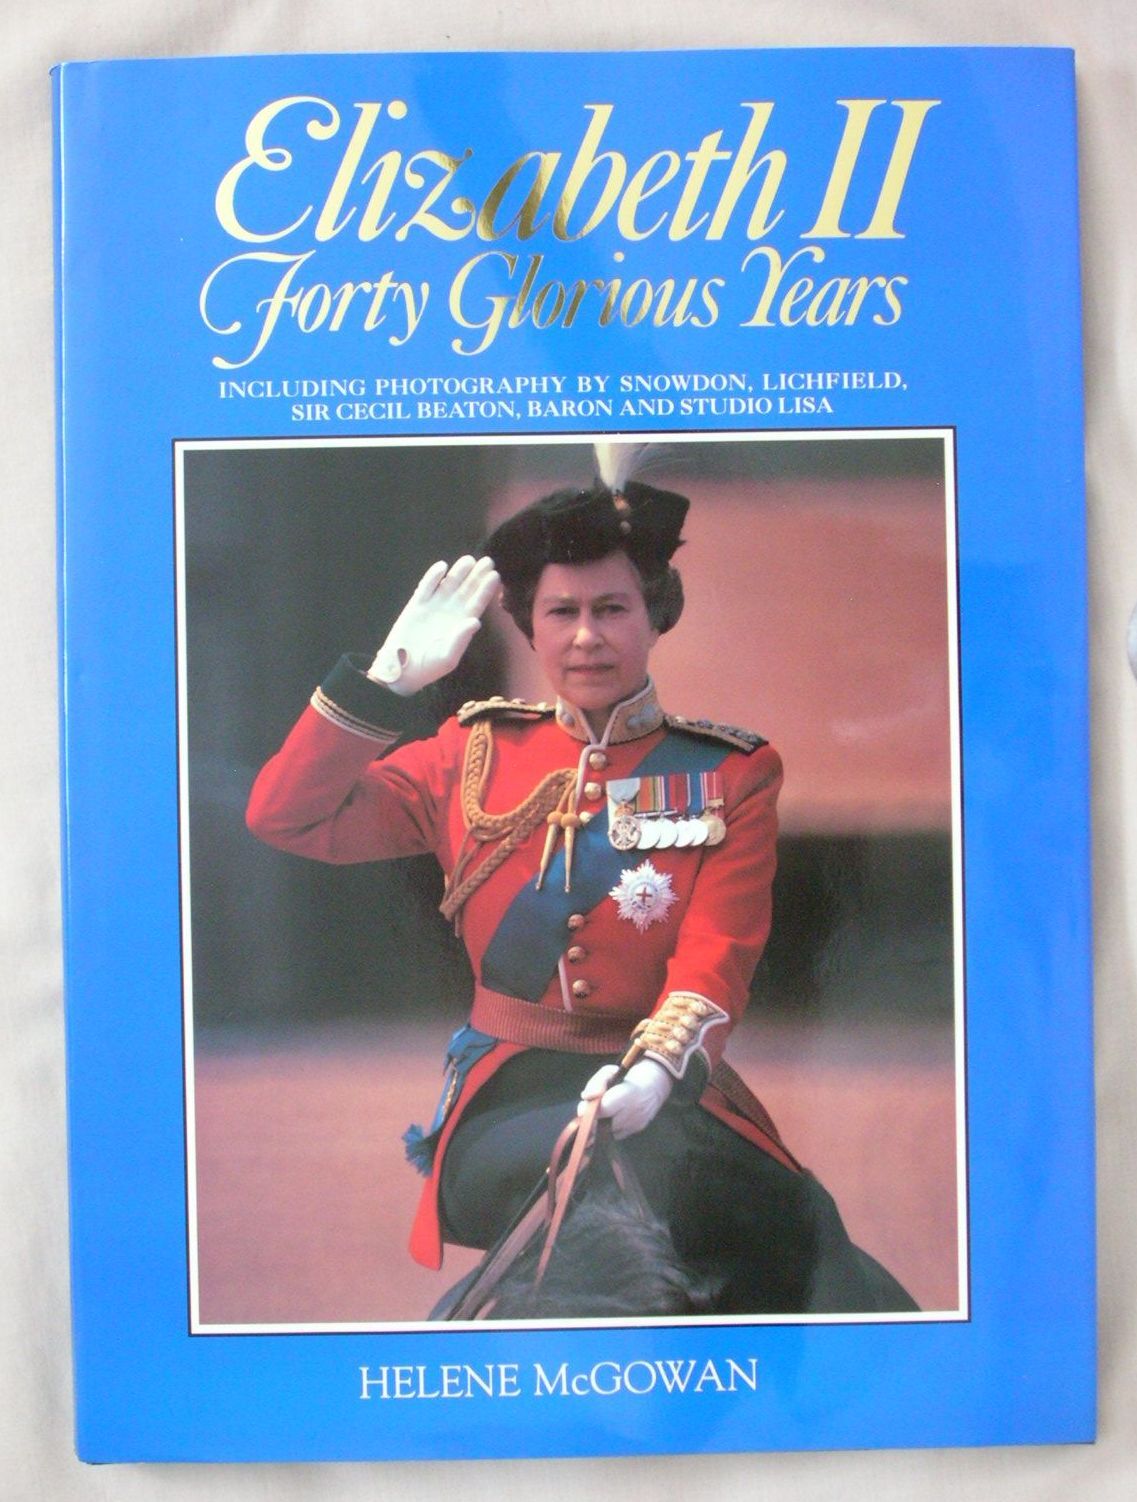 Elizabeth II
Forty Glorious Years
INCLUDING PHOTOGRAPHY BY SNOWDON, LICHFIELD,
SIR CECIL BEATON, BARON AND STUDIO LISA
HELENE McGOWAN